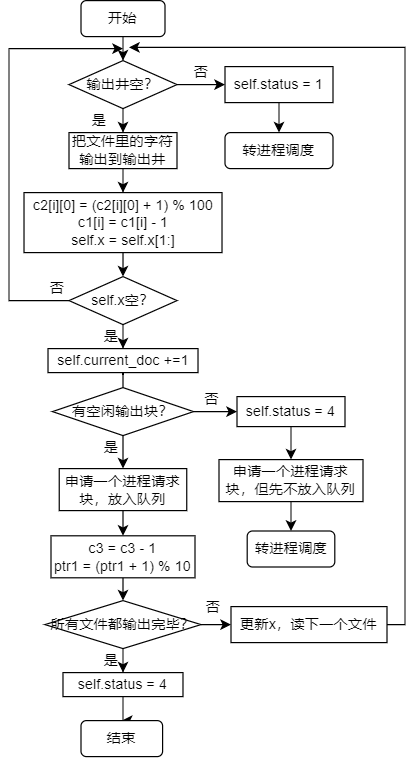 开始
输出井空？
否
self.status = 1
是
转进程调度
把文件里的字符
输出到输出井
c2[i][0] = (c2[i][0] + 1) % 100
c1[i] = c1[i] - 1
self.x = self.x[1:]
否
self.x空？
是
self.current_doc +=1
有空闲输出块？
否
self.status = 4
是
申请一个进程请求
块，放入队列
申请一个进程请求
块，但先不放入队列
c3 = c3 - 1
ptr1 = (ptr1 + 1) % 10
转进程调度
所有文件都输出完毕？
否
更新x，读下一个文件
是
self.status = 4
结束